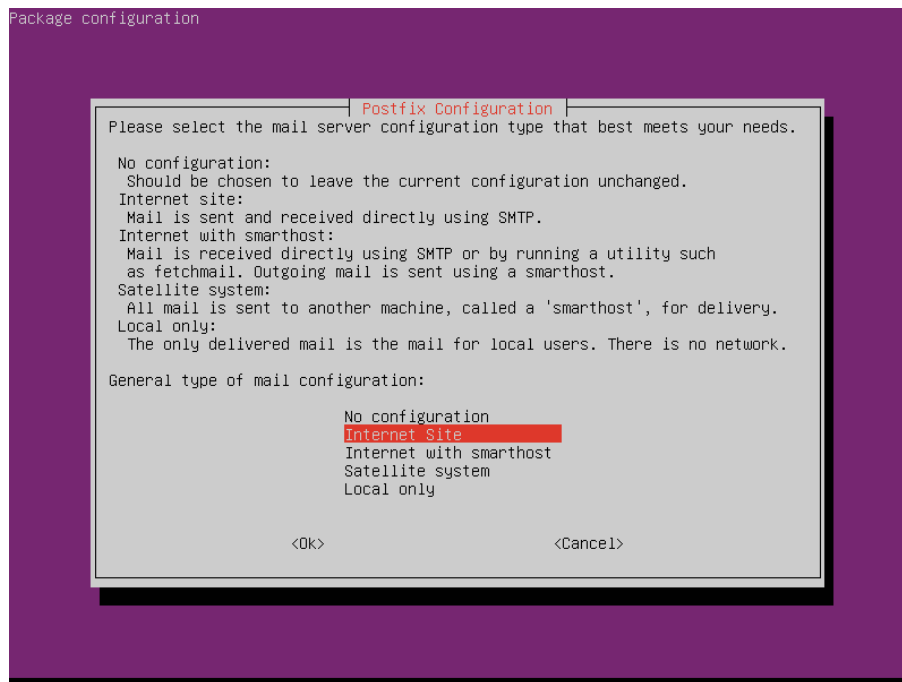 Package configuration
Postfix Configuration
Please select the mail server configuration type that best meets your needs.
No configuration:
Should be chosen to leave the current configuration unchanged.
Internet site:
Mail is sent and received directly using SMTP.
Internet with smarthost:
Mail is received directly using SMTP or by running a utility such
as fetchmail. Outgoing mail is sent using a smarthost.
Satellite system:
All mail is sent to another machine, called a 'smarthost', for delivery.
Local only:
The only delivered mail is the mail for local users. There is no network.
General type of mail configuration:
No configuration
Internet Site
Internet with smarthost
Satellite system
Local only
<Ok> <Cancel>